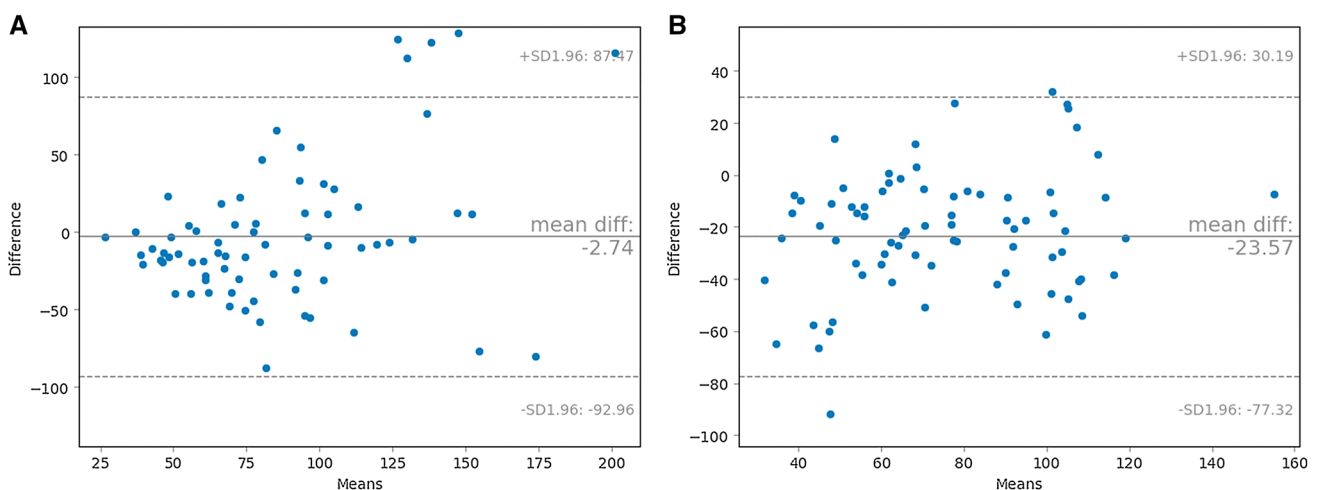 A
B
+SD1.96: 87.47
mean diff:
-2.74
-SD1.96: -92.96
100
50
0
−50
−100
Difference
25 50 75 100 125 150 175 200
Means
+SD1.96: 30.19
mean diff:
-23.57
-SD1.96: -77.32
40
20
0
−20
−40
−60
−80
−100
Difference
40 60 80 100 120 140 160
Means